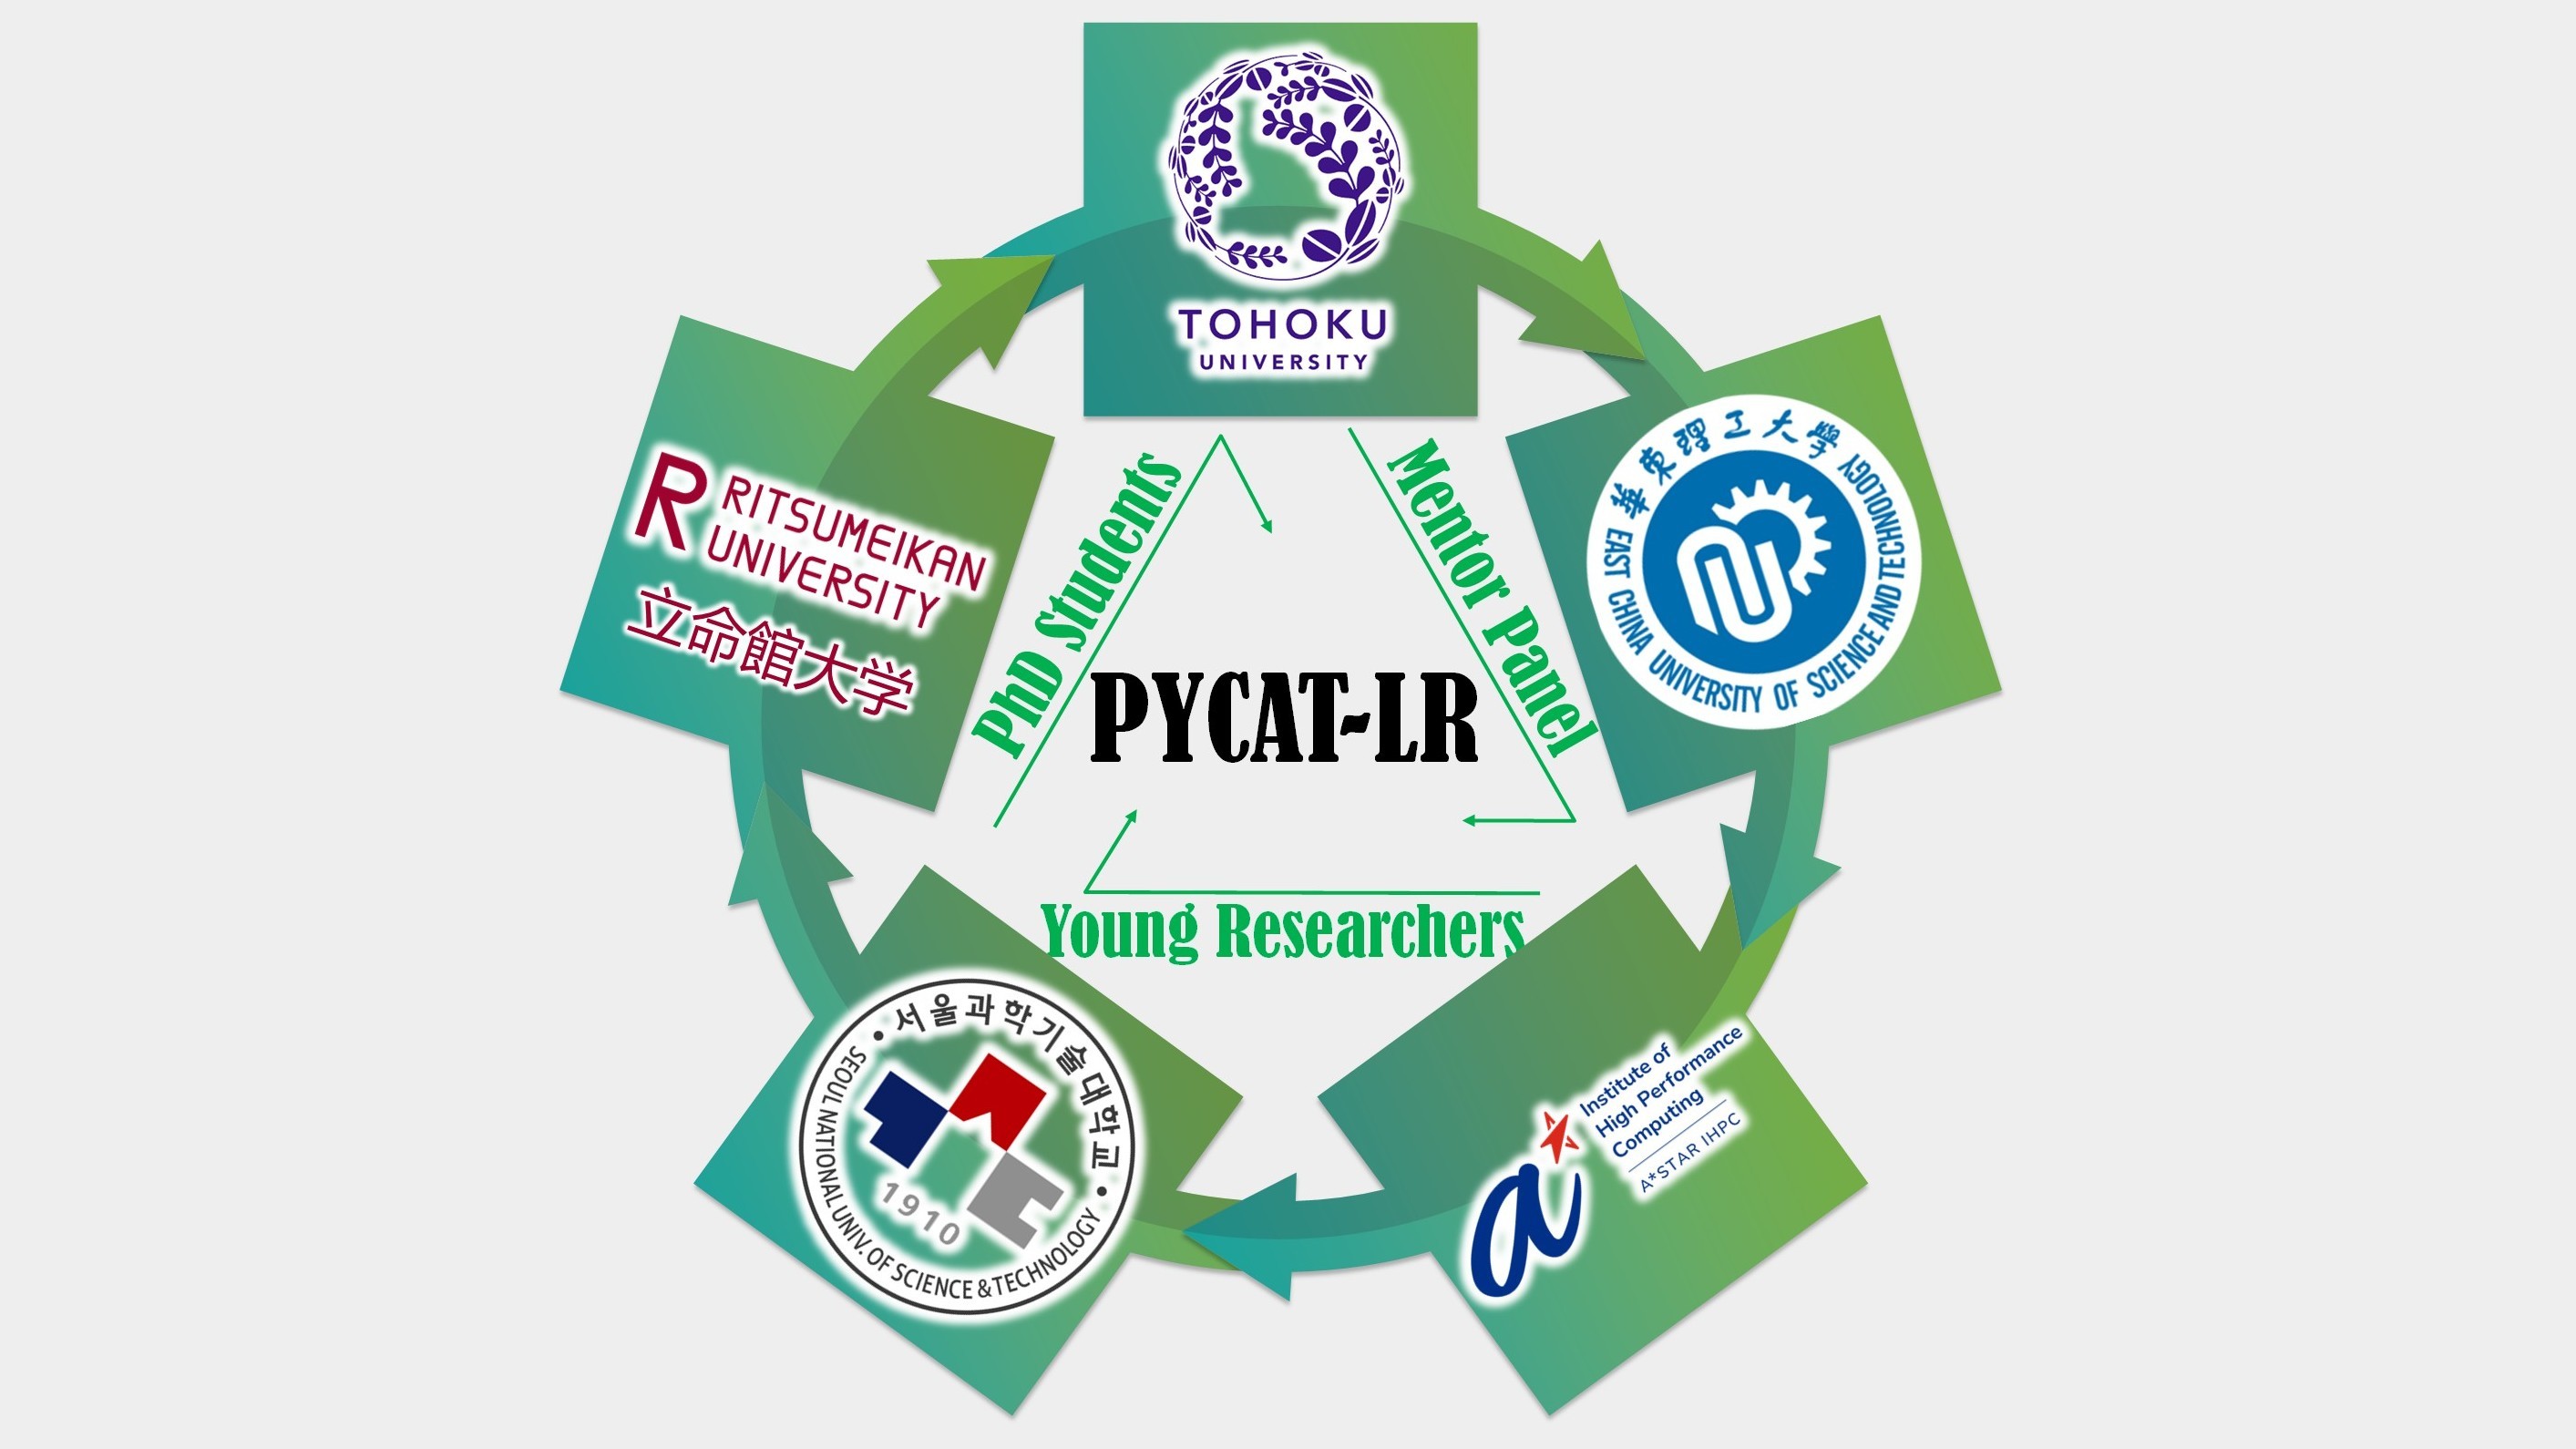 TOHOKU
UNIVERSITY
華東理工大學
EAST CHINA UNIVERSITY OF SCIENCE AND TECHNOLOGY
Institute of
High Performance
Computing
A*STAR IHPC
서울과학기술대학교
SEOUL NATIONAL UNIV. OF SCIENCE & TECHNOLOGY
1910
R RITSUMEIKAN
UNIVERSITY
立命館大学
PhD Students
Mentor Panel
PYCAT-LR
Young Researchers